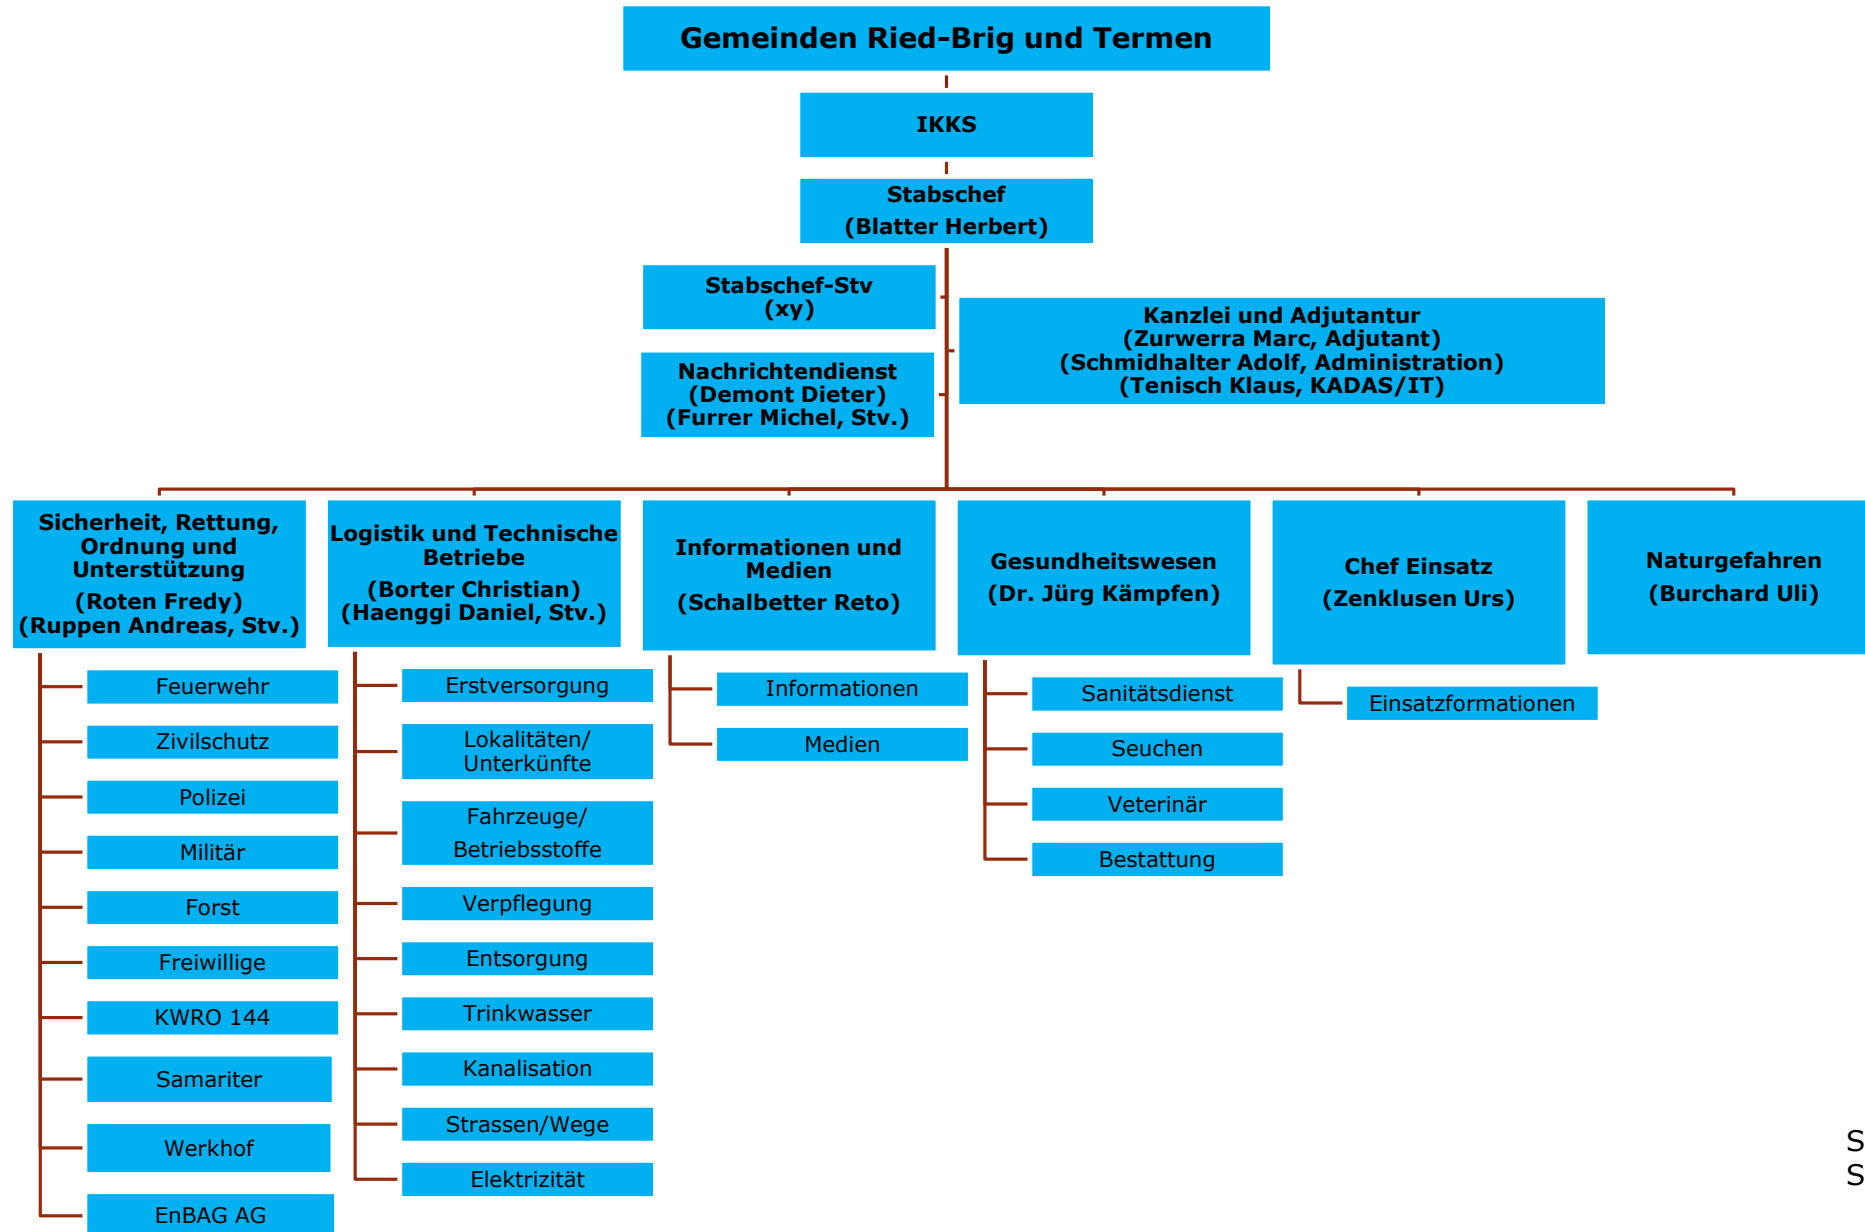 Gemeinden Ried-Brig und Termen
IKKS
Stabschef
(Blatter Herbert)
Stabschef-Stv
(xy)
Kanzlei und Adjutantur
(Zurwerra Marc, Adjutant)
(Schmidhalter Adolf, Administration)
(Tenisch Klaus, KADAS/IT)
Nachrichtendienst
(Demont Dieter)
(Furrer Michel, Stv.)
Sicherheit, Rettung,
Ordnung und
Unterstützung
(Roten Fredy)
(Ruppen Andreas, Stv.)
Feuerwehr
Zivilschutz
Polizei
Militär
Forst
Freiwillige
KWRO 144
Samariter
Werkhof
EnBAG AG
Logistik und Technische
Betriebe
(Borter Christian)
(Haenggi Daniel, Stv.)
Erstversorgung
Lokalitäten/
Unterkünfte
Fahrzeuge/
Betriebsstoffe
Verpflegung
Entsorgung
Trinkwasser
Kanalisation
Strassen/Wege
Elektrizität
Informationen und
Medien
(Schalbetter Reto)
Informationen
Medien
Gesundheitswesen
(Dr. Jürg Kämpfen)
Sanitätsdienst
Seuchen
Veterinär
Bestattung
Chef Einsatz
(Zenklusen Urs)
Einsatzformationen
Naturgefahren
(Burchard Uli)
S
S